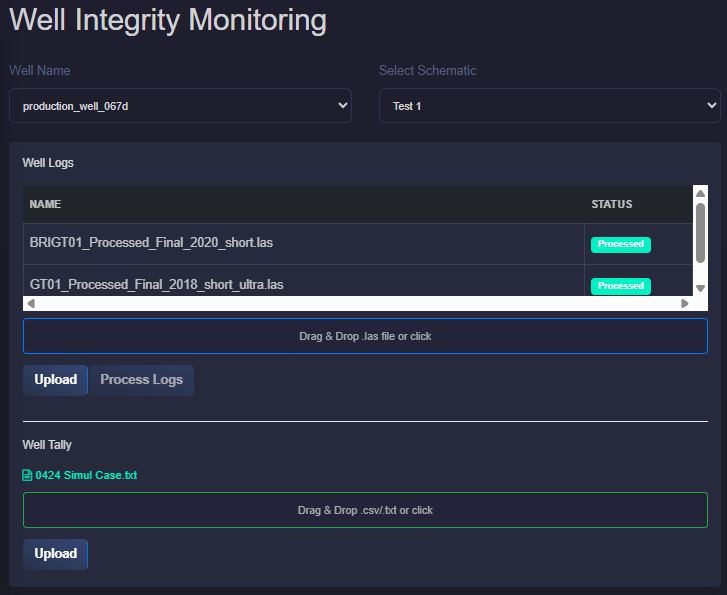 Well Integrity Monitoring
Well Name Select Schematic
production_well_067d Test 1
Well Logs
NAME STATUS
BRIGT01_Processed_Final_2020_short.las Processed
GT01_Processed_Final_2018_short_ultra.las Processed
Drag & Drop .las file or click
Upload Process Logs
Well Tally
0424 Simul Case.txt
Drag & Drop .csv/.txt or click
Upload